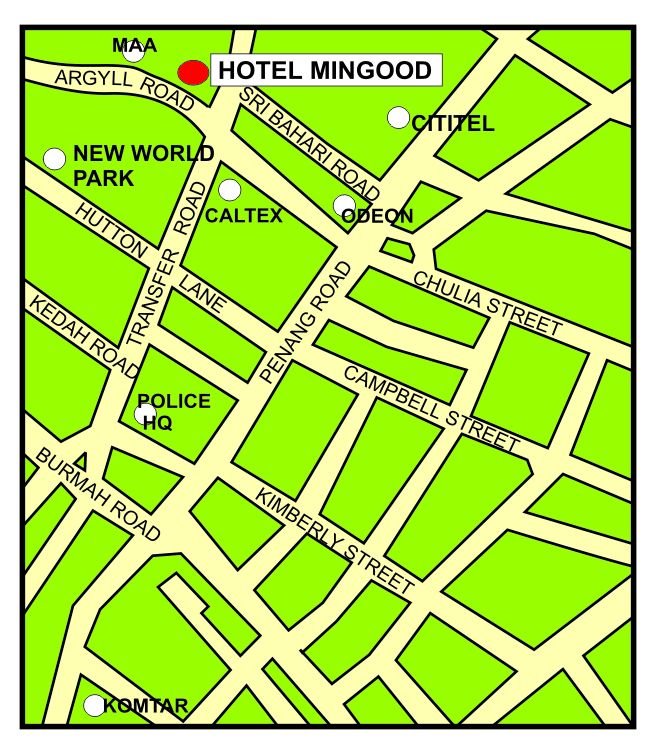 MAA
HOTEL MINGOOD
ARGYLL ROAD
SRI BAHARI ROAD
CITITEL
NEW WORLD
PARK
CALTEX
ODEON
HUTTON LANE
TRANSFER ROAD
PENANG ROAD
CHULIA STREET
KEDAH ROAD
CAMPBELL STREET
POLICE
HQ
BURMAH ROAD
KIMBERLY STREET
KOMTAR